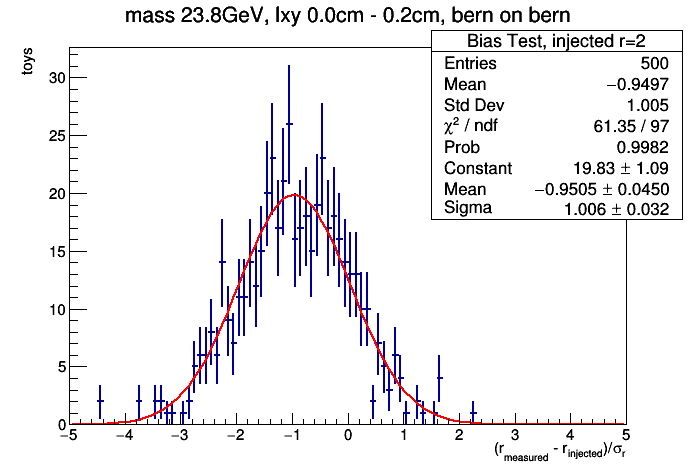 mass 23.8GeV, lxy 0.0cm - 0.2cm, bern on bern
Bias Test, injected r=2
Entries 500
Mean −0.9497
Std Dev 1.005
χ² / ndf 61.35 / 97
Prob 0.9982
Constant 19.83 ± 1.09
Mean −0.9505 ± 0.0450
Sigma 1.006 ± 0.032
toys
30
25
20
15
10
5
0
−5 −4 −3 −2 −1 0 1 2 3 4 5
(r_measured - r_injected)/σ_r